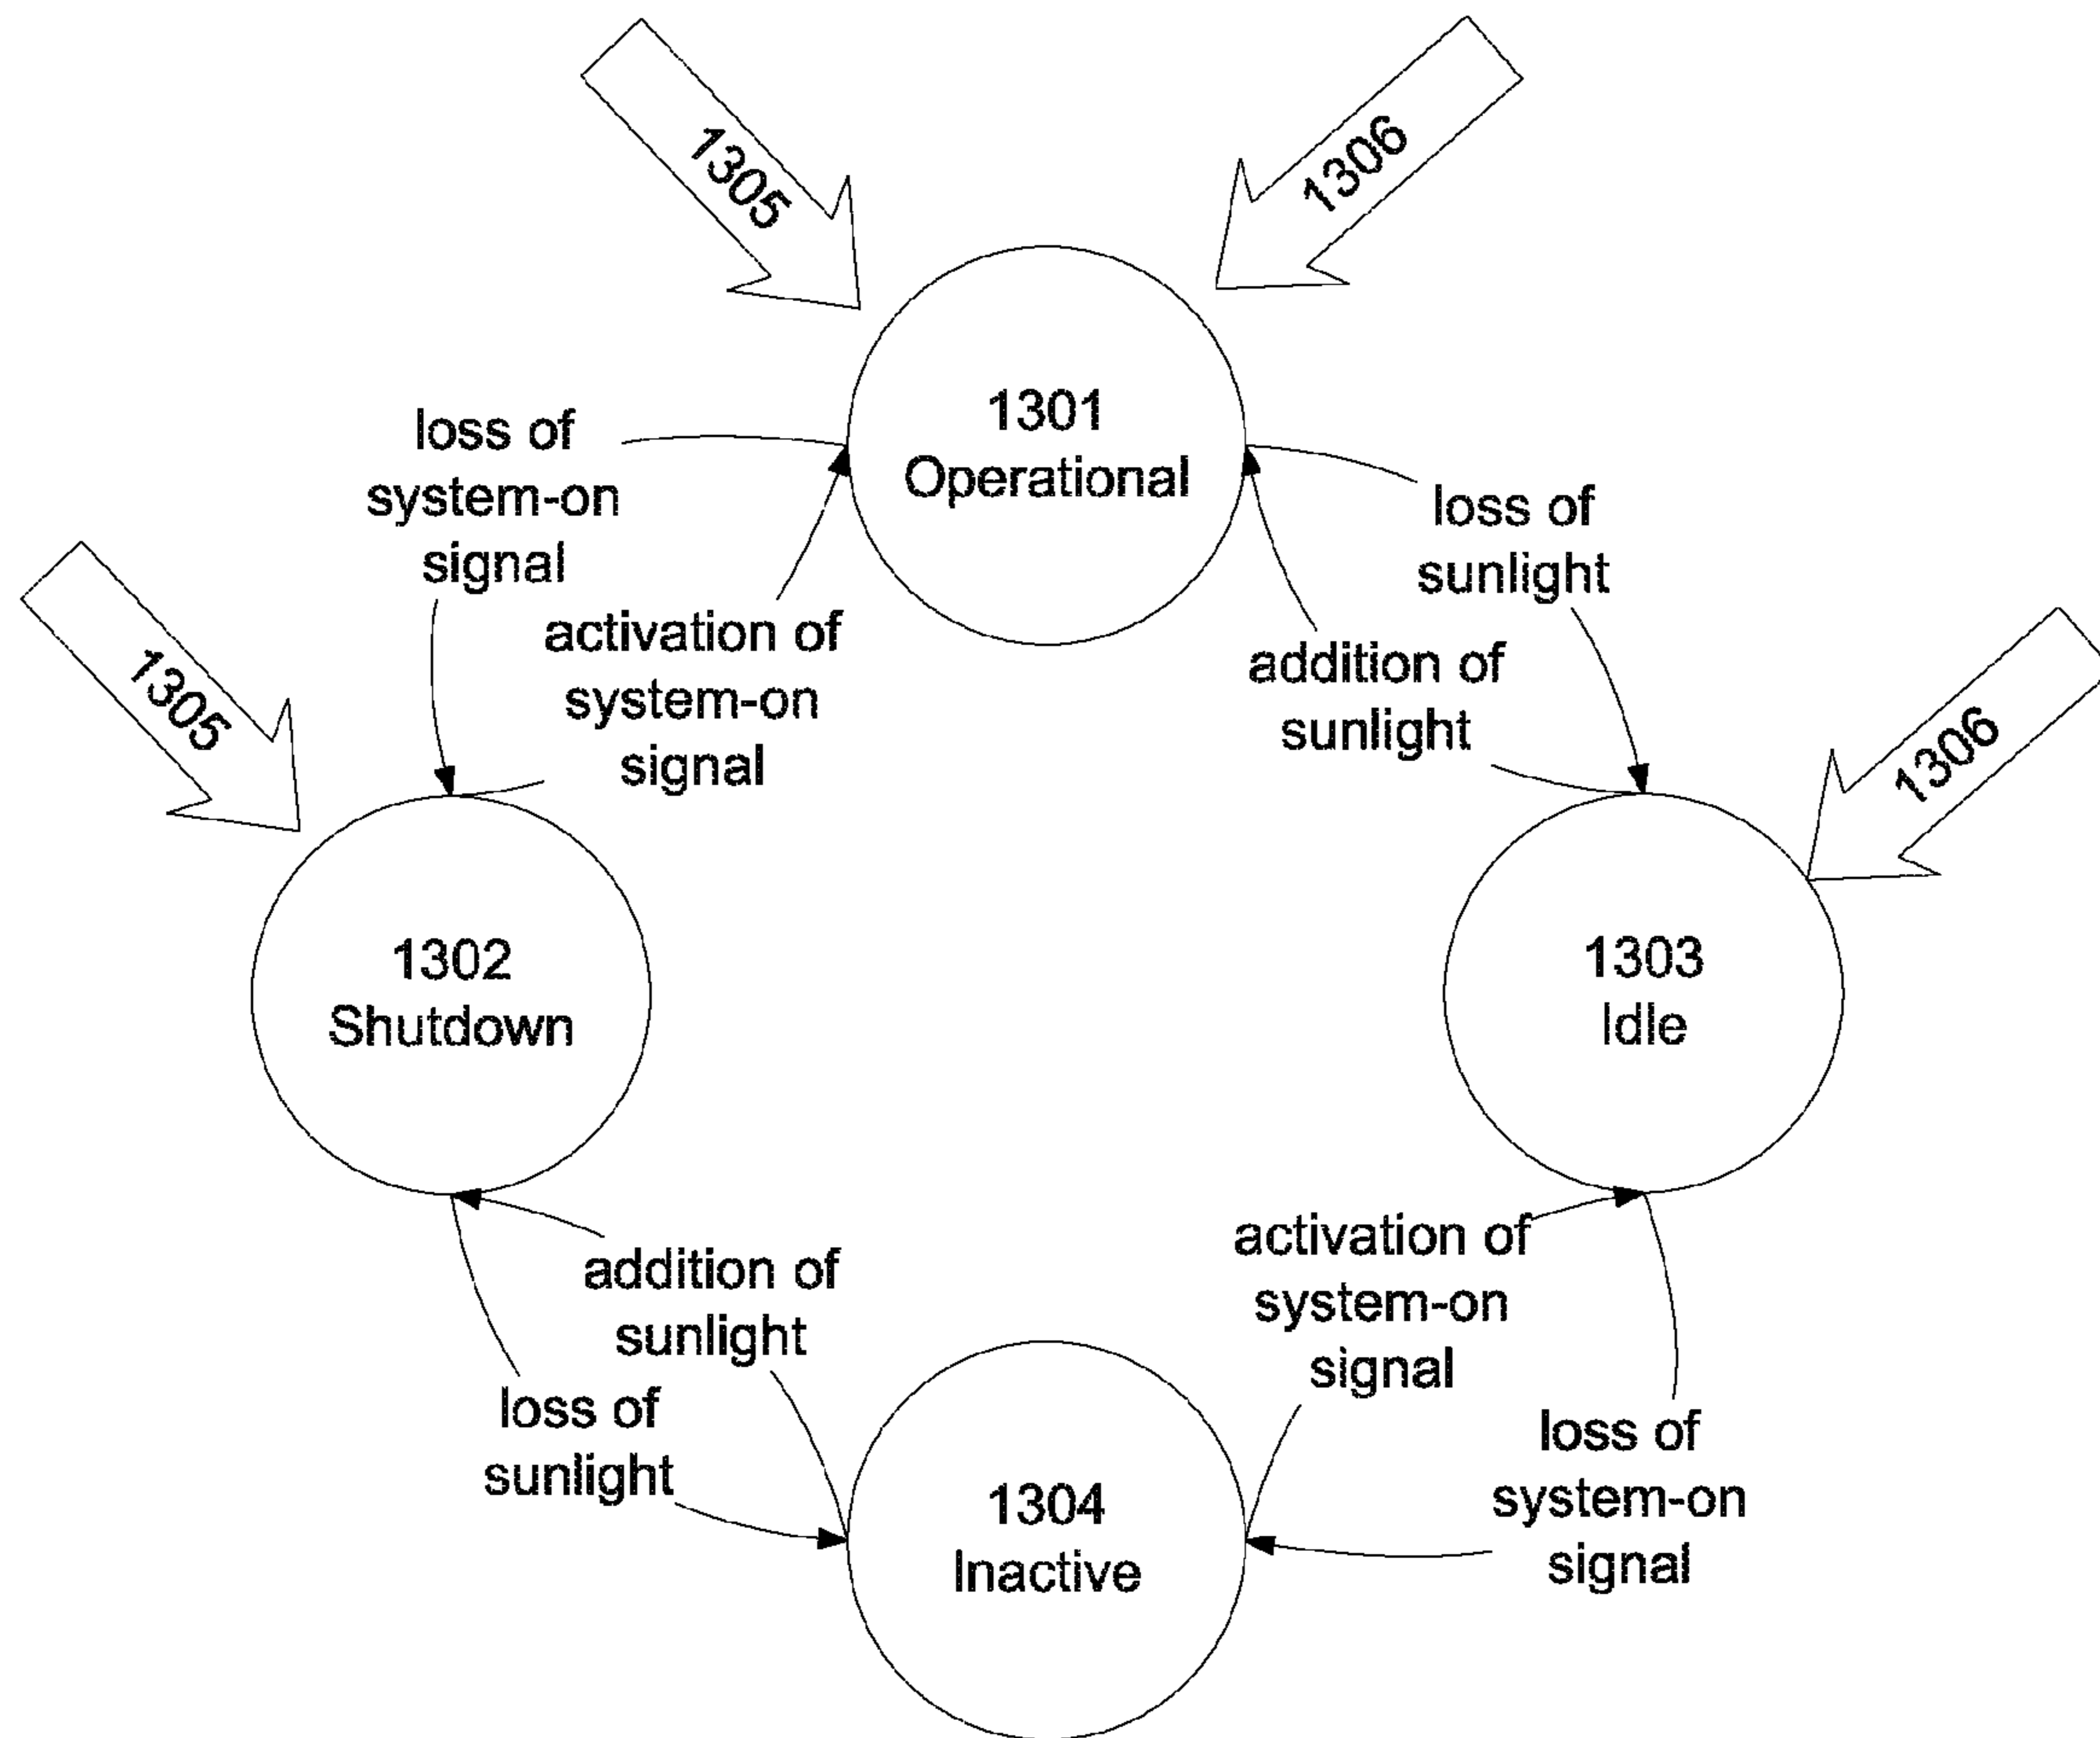 1305
1306
1301
Operational
loss of
system-on
signal
loss of
sunlight
activation of
system-on
signal
addition of
sunlight
1305
1306
1302
Shutdown
1303
Idle
addition of
sunlight
activation of
system-on
signal
loss of
sunlight
loss of
system-on
signal
1304
Inactive